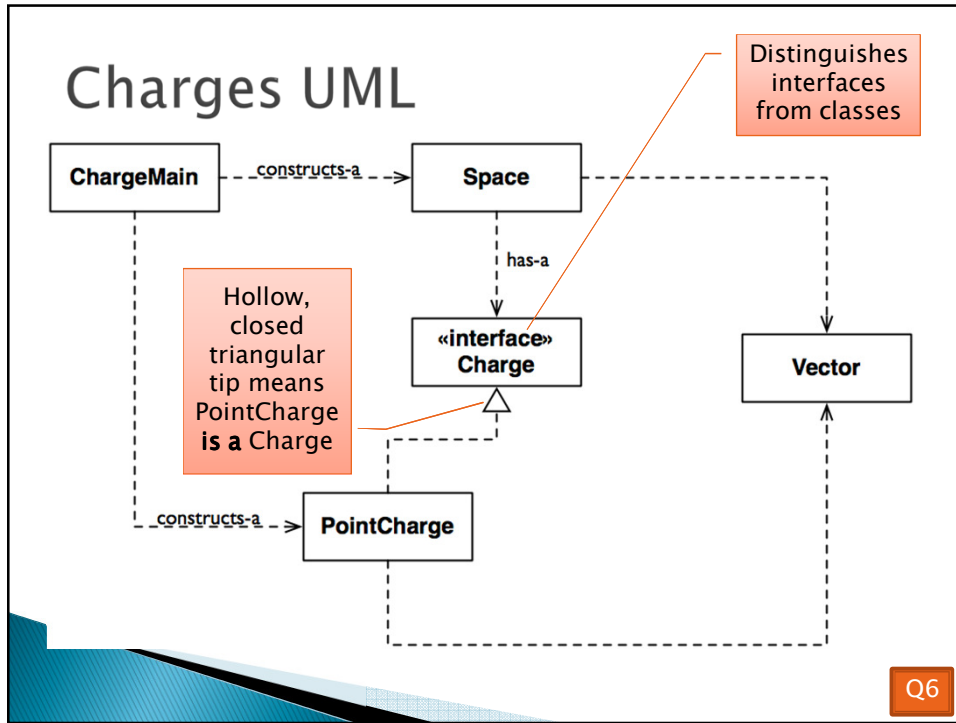 Charges UML
Distinguishes
interfaces
from classes
ChargeMain
constructs-a
Space
has-a
Hollow,
closed
triangular
tip means
PointCharge
is a Charge
«interface»
Charge
Vector
constructs-a
PointCharge
Q6